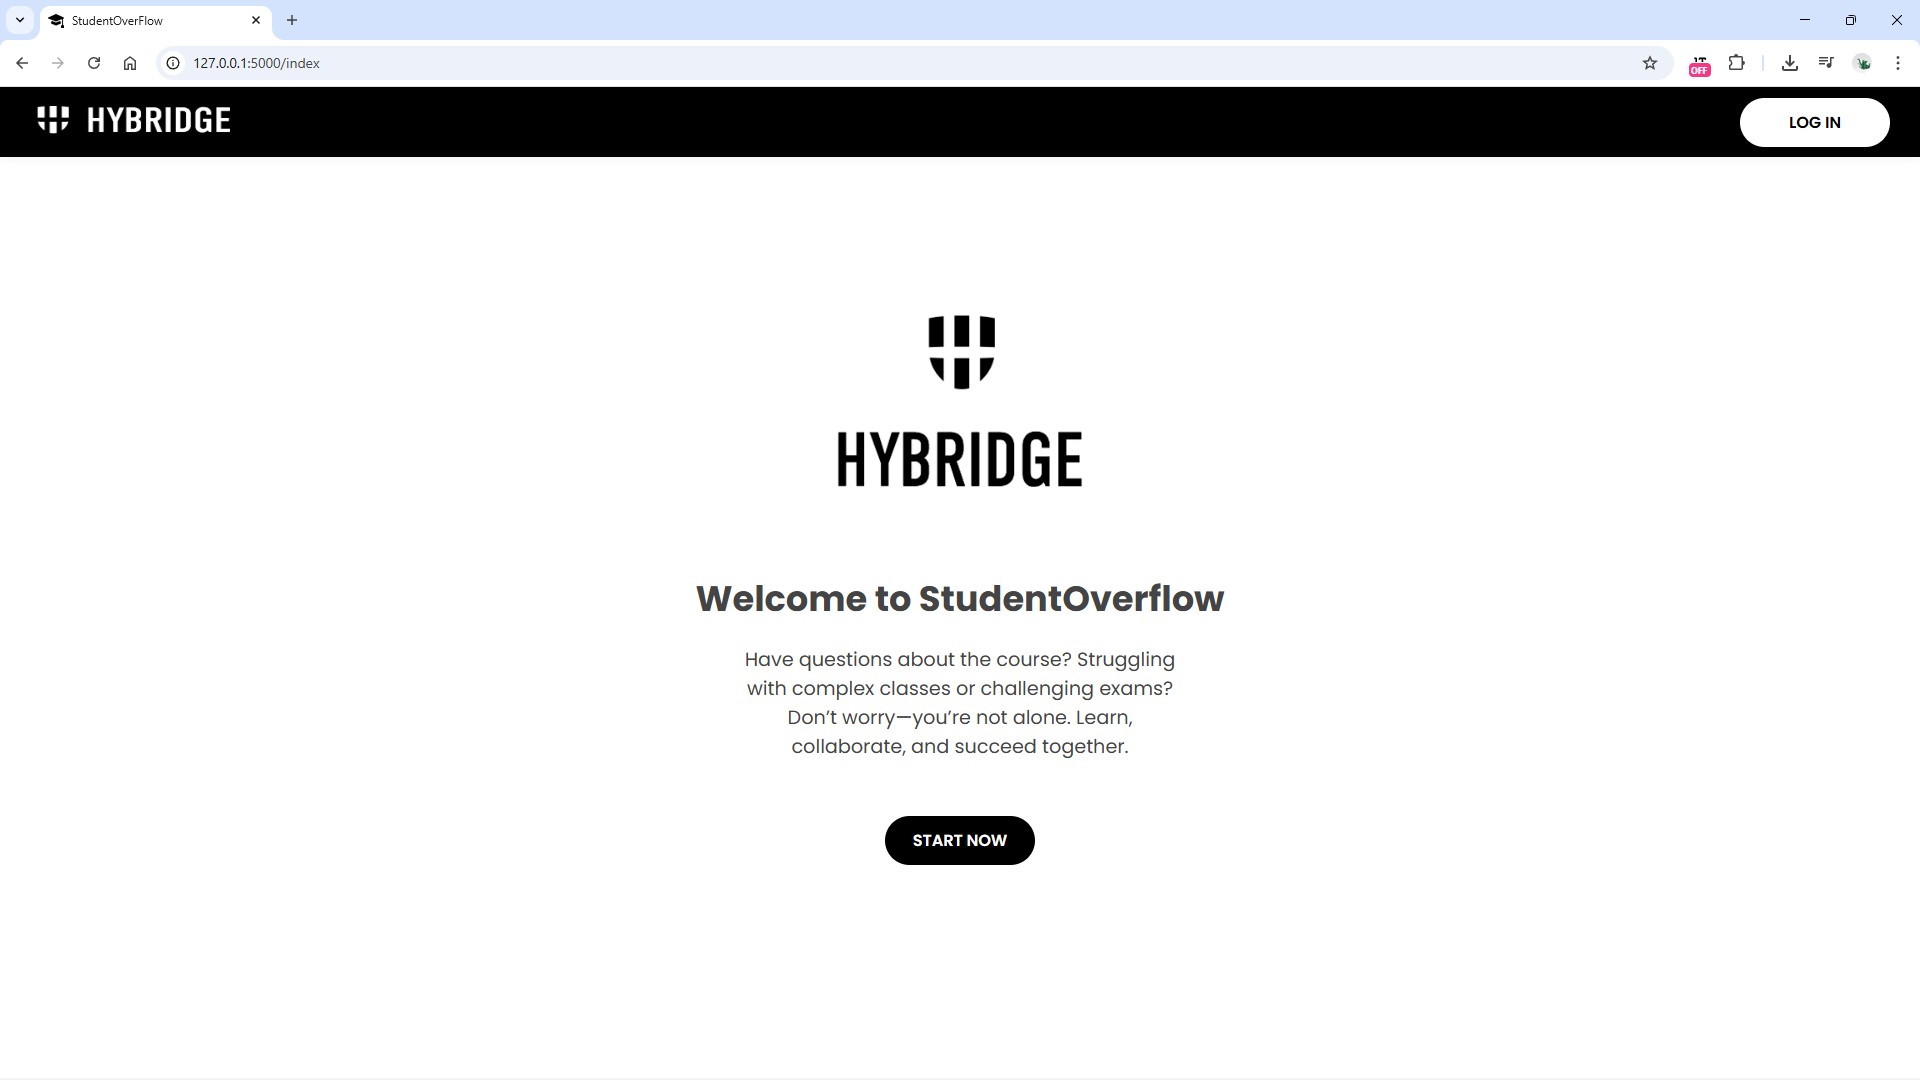 StudentOverFlow
127.0.0.1:5000/index
OFF
HYBRIDGE
LOG IN
HYBRIDGE
Welcome to StudentOverflow
Have questions about the course? Struggling
with complex classes or challenging exams?
Don’t worry—you’re not alone. Learn,
collaborate, and succeed together.
START NOW